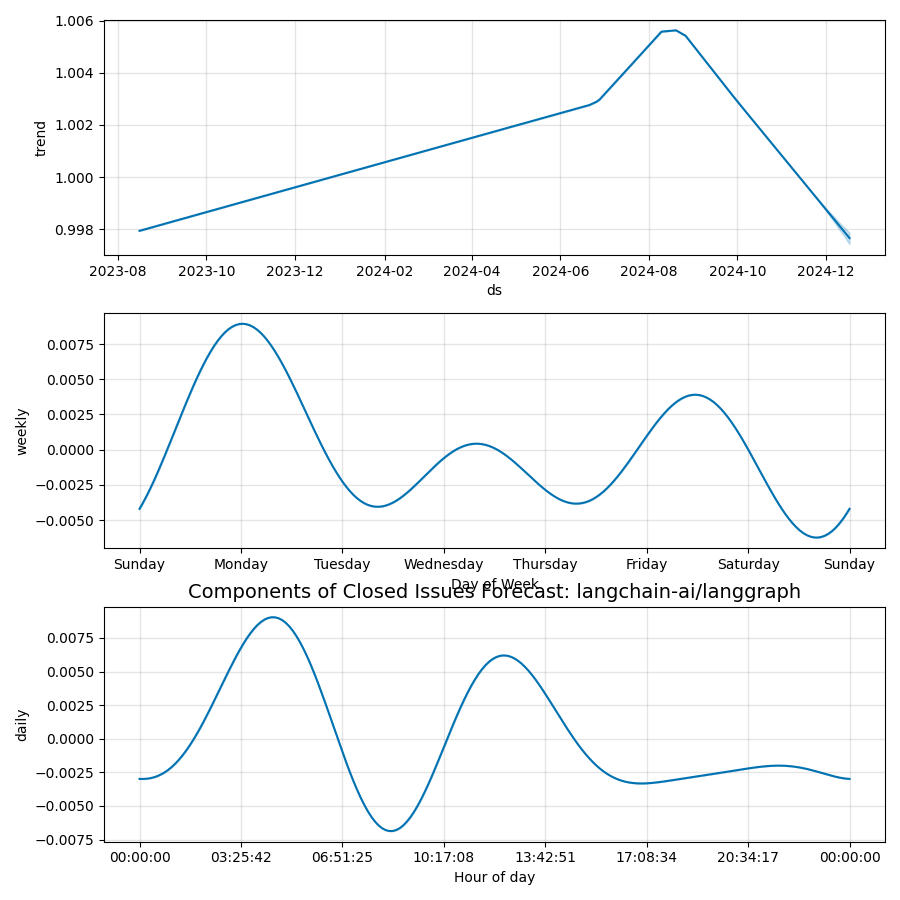 1.006
1.004
1.002
1.000
0.998
trend
2023-08 2023-10 2023-12 2024-02 2024-04 2024-06 2024-08 2024-10 2024-12
ds
0.0075
0.0050
0.0025
0.0000
−0.0025
−0.0050
weekly
Sunday Monday Tuesday Wednesday Thursday Friday Saturday Sunday
Day of Week
Components of Closed Issues Forecast: langchain-ai/langgraph
0.0075
0.0050
0.0025
0.0000
−0.0025
−0.0050
−0.0075
daily
00:00:00 03:25:42 06:51:25 10:17:08 13:42:51 17:08:34 20:34:17 00:00:00
Hour of day